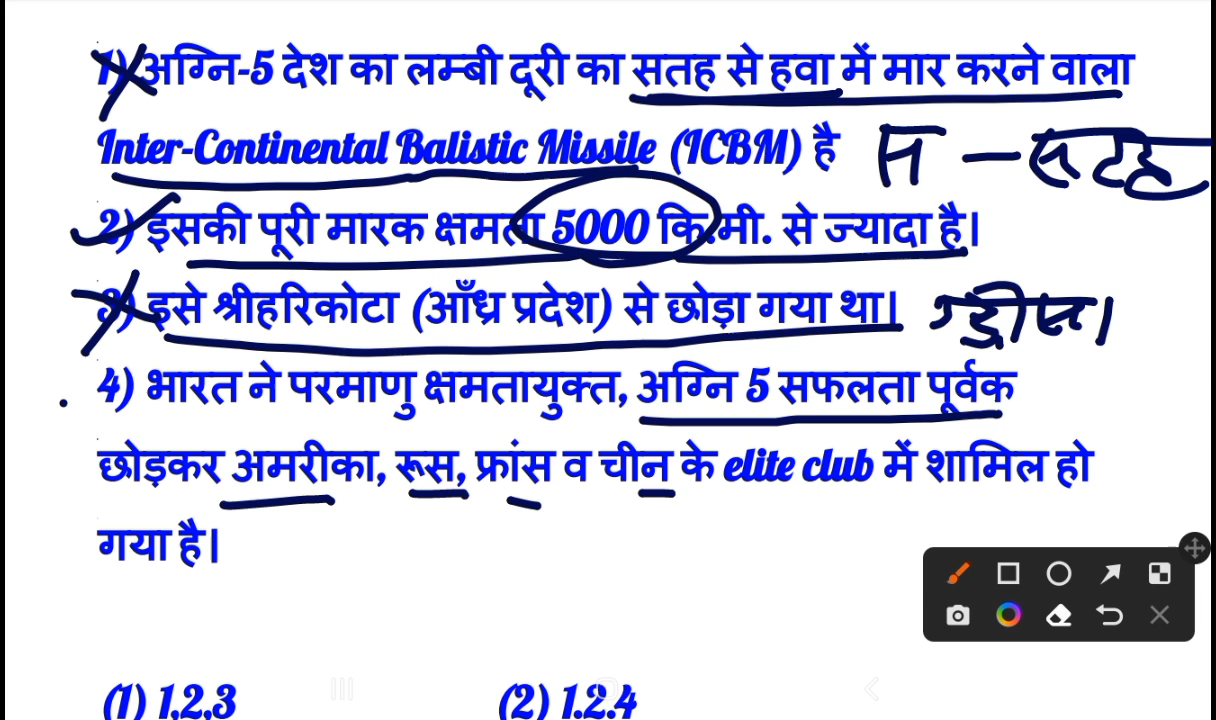 1) अग्नि-5 देश का लम्बी दूरी का सतह से हवा में मार करने वाला
Inter-Continental Balistic Missile (ICBM) है स - सतह
2) इसकी पूरी मारक क्षमता 5000 कि.मी. से ज्यादा है।
3) इसे श्रीहरिकोटा (आँध्र प्रदेश) से छोड़ा गया था।
4) भारत ने परमाणु क्षमतायुक्त, अग्नि 5 सफलता पूर्वक
छोड़कर अमरीका, रूस, फ्रांस व चीन के elite club में शामिल हो
गया है।
(1) 1,2,3 (2) 1.2.4